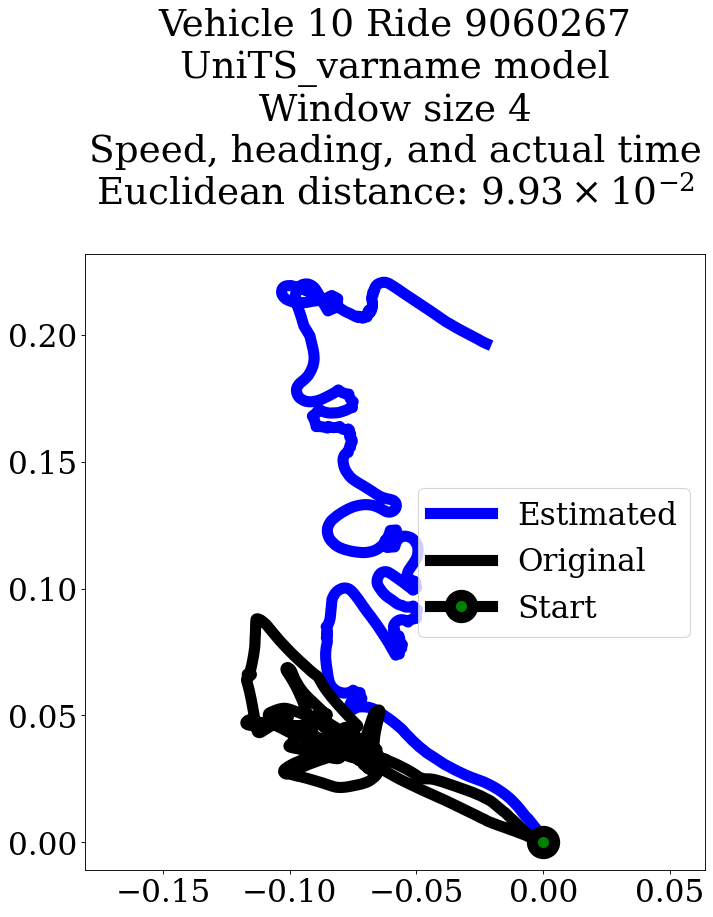 Vehicle 10 Ride 9060267
UniTS_varname model
Window size 4
Speed, heading, and actual time
Euclidean distance: 9.93 × 10⁻²
0.20
0.15
0.10
0.05
0.00
Estimated
Original
Start
−0.15 −0.10 −0.05 0.00 0.05